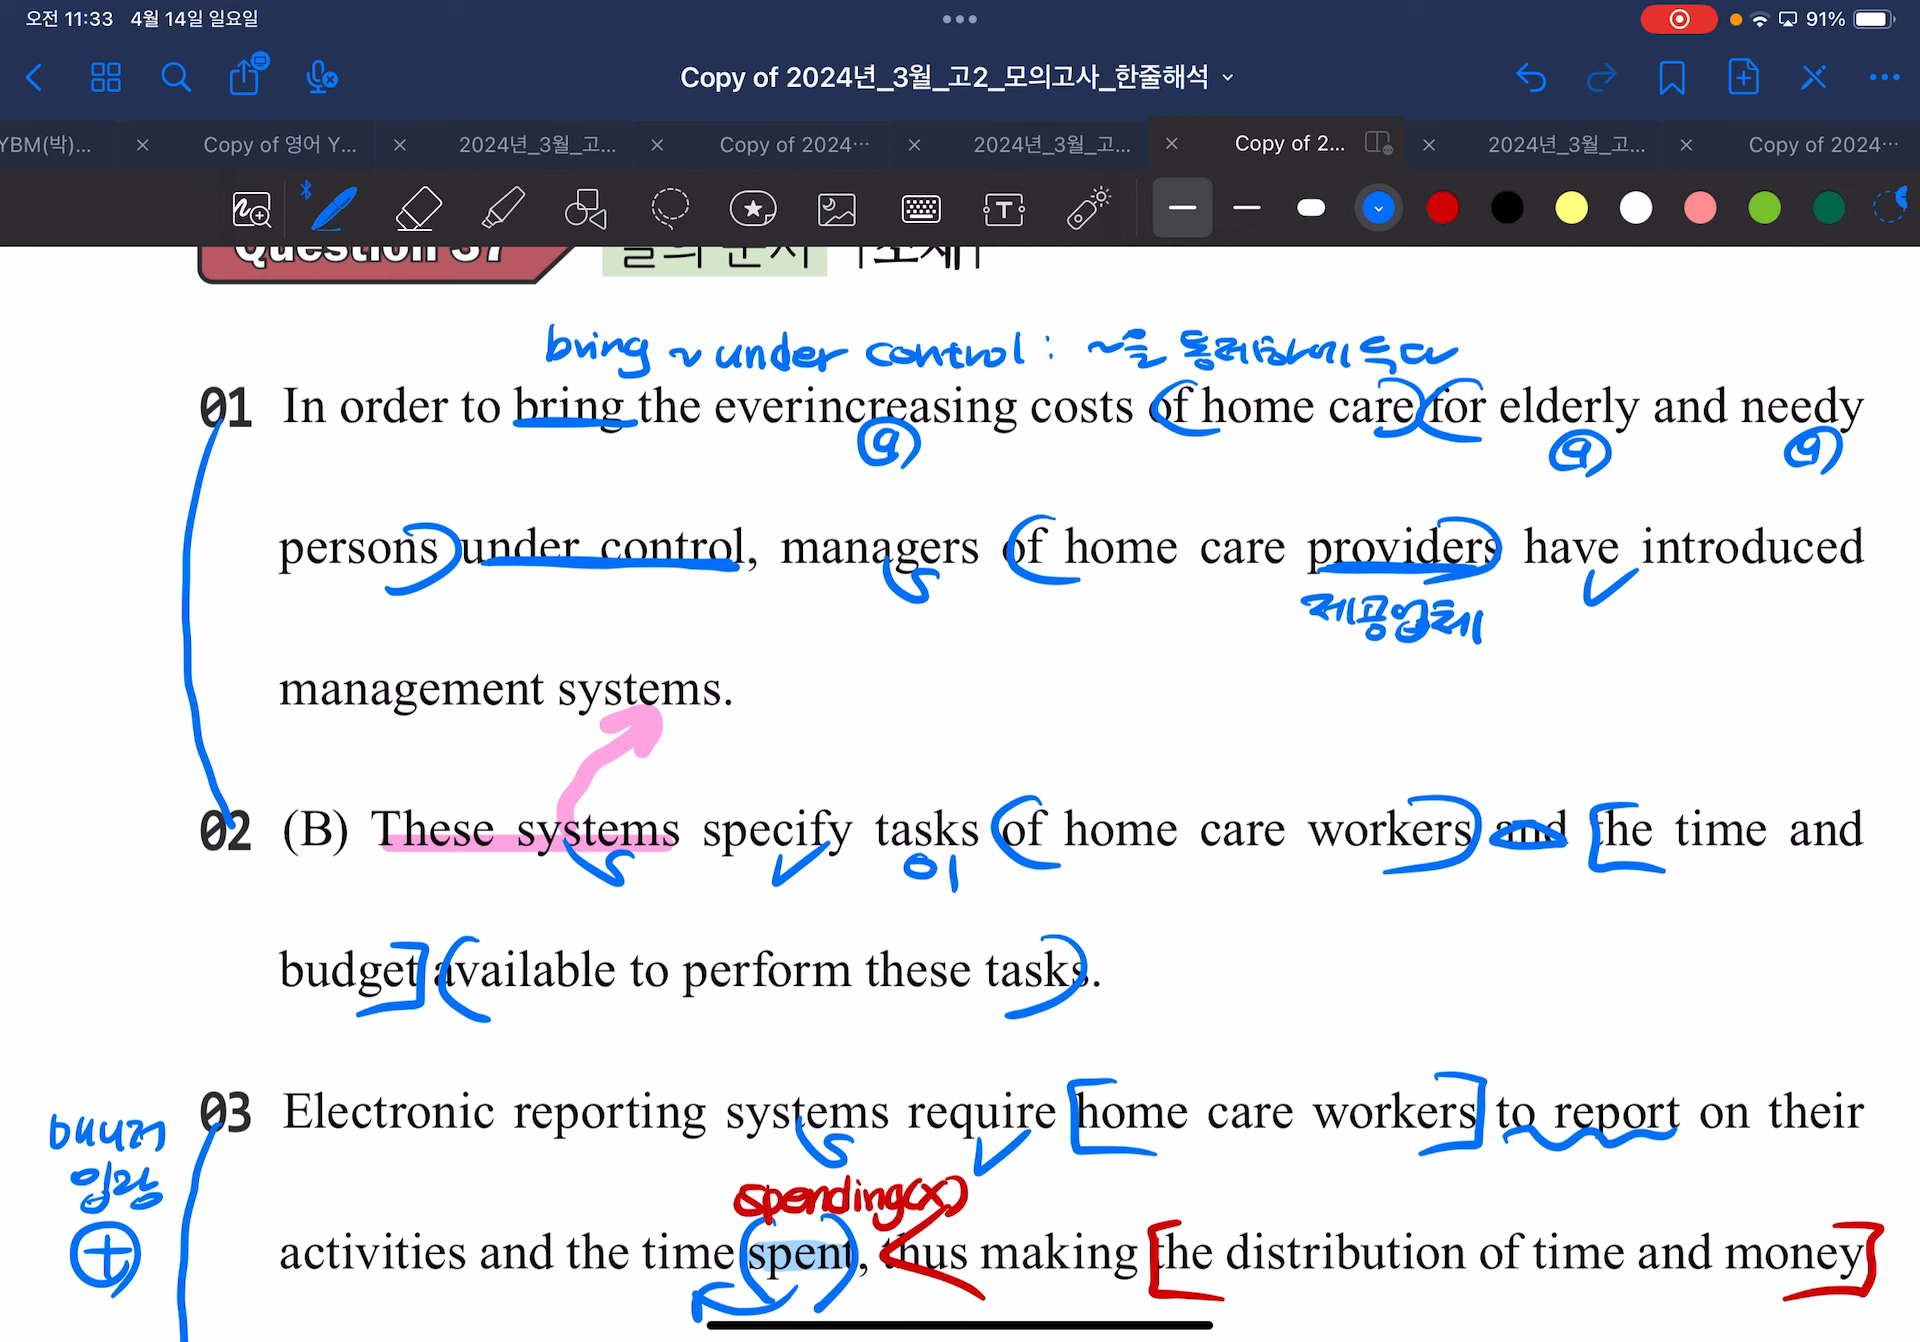 오전 11:33 4월 14일 일요일
91%
Copy of 2024년_3월_고2_모의고사_한줄해석
YBM(박)... × Copy of 영어 Y... × 2024년_3월_고... × Copy of 2024... × 2024년_3월_고... × Copy of 2... × 2024년_3월_고... × Copy of 2024...
Question 37 글의 순서
bring ~ under control : ~을 통제하에 두다
01 In order to bring the everincreasing costs of home care for elderly and needy
ⓐ ⓐ ⓐ
persons under control, managers of home care providers have introduced
S V
제공업체
management systems.
02 (B) These systems specify tasks of home care workers and the time and
S V 01
budget available to perform these tasks.
03 Electronic reporting systems require home care workers to report on their
S V
매니저
입장
+
spending(x)
activities and the time spent, thus making the distribution of time and money